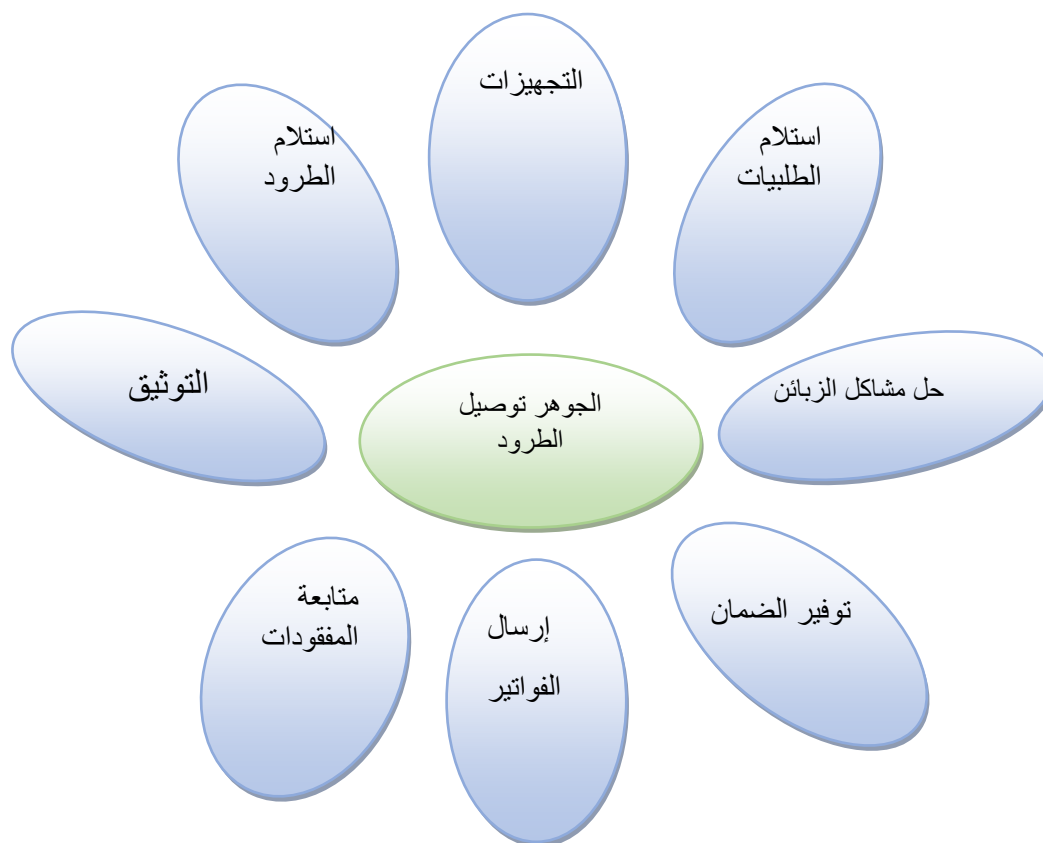 التجهيزات
استلام
الطلبيات
استلام
الطرود
حل مشاكل الزبائن
التوثيق
الجوهر توصيل
الطرود
توفير الضمان
متابعة
المفقودات
إرسال
الفواتير